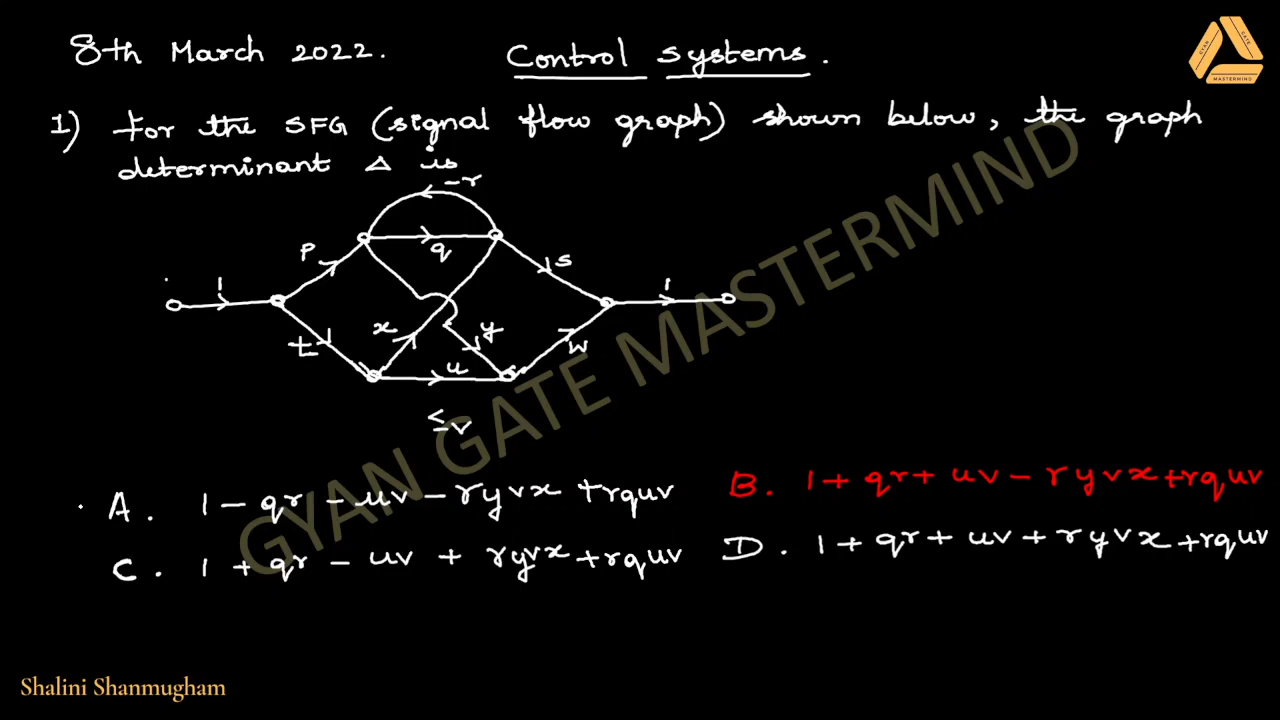 8th March 2022. Control systems.
GYAN GATE MASTERMIND
1) For the SFG (signal flow graph) shown below, the graph
determinant Δ is
-r
P q s
1 1
t x y w
u
≤v
A. 1 - qr - uv - ryvx + rquv
B. 1 + qr + uv - ryvx + rquv
C. 1 + qr - uv + ryvx + rquv
D. 1 + qr + uv + ryvx + rquv
GYAN GATE MASTERMIND
Shalini Shanmugham